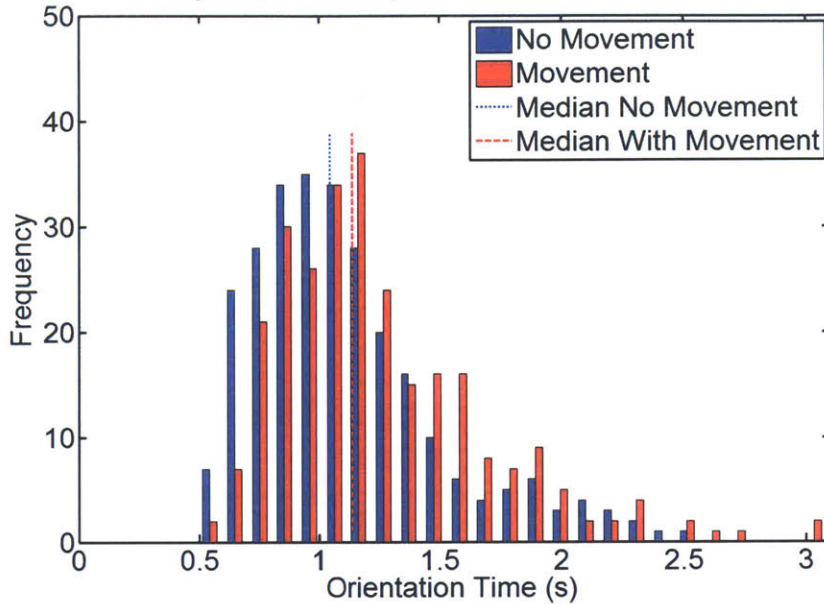 50
40
30
20
10
0
Frequency
No Movement
Movement
Median No Movement
Median With Movement
0 0.5 1 1.5 2 2.5 3
Orientation Time (s)